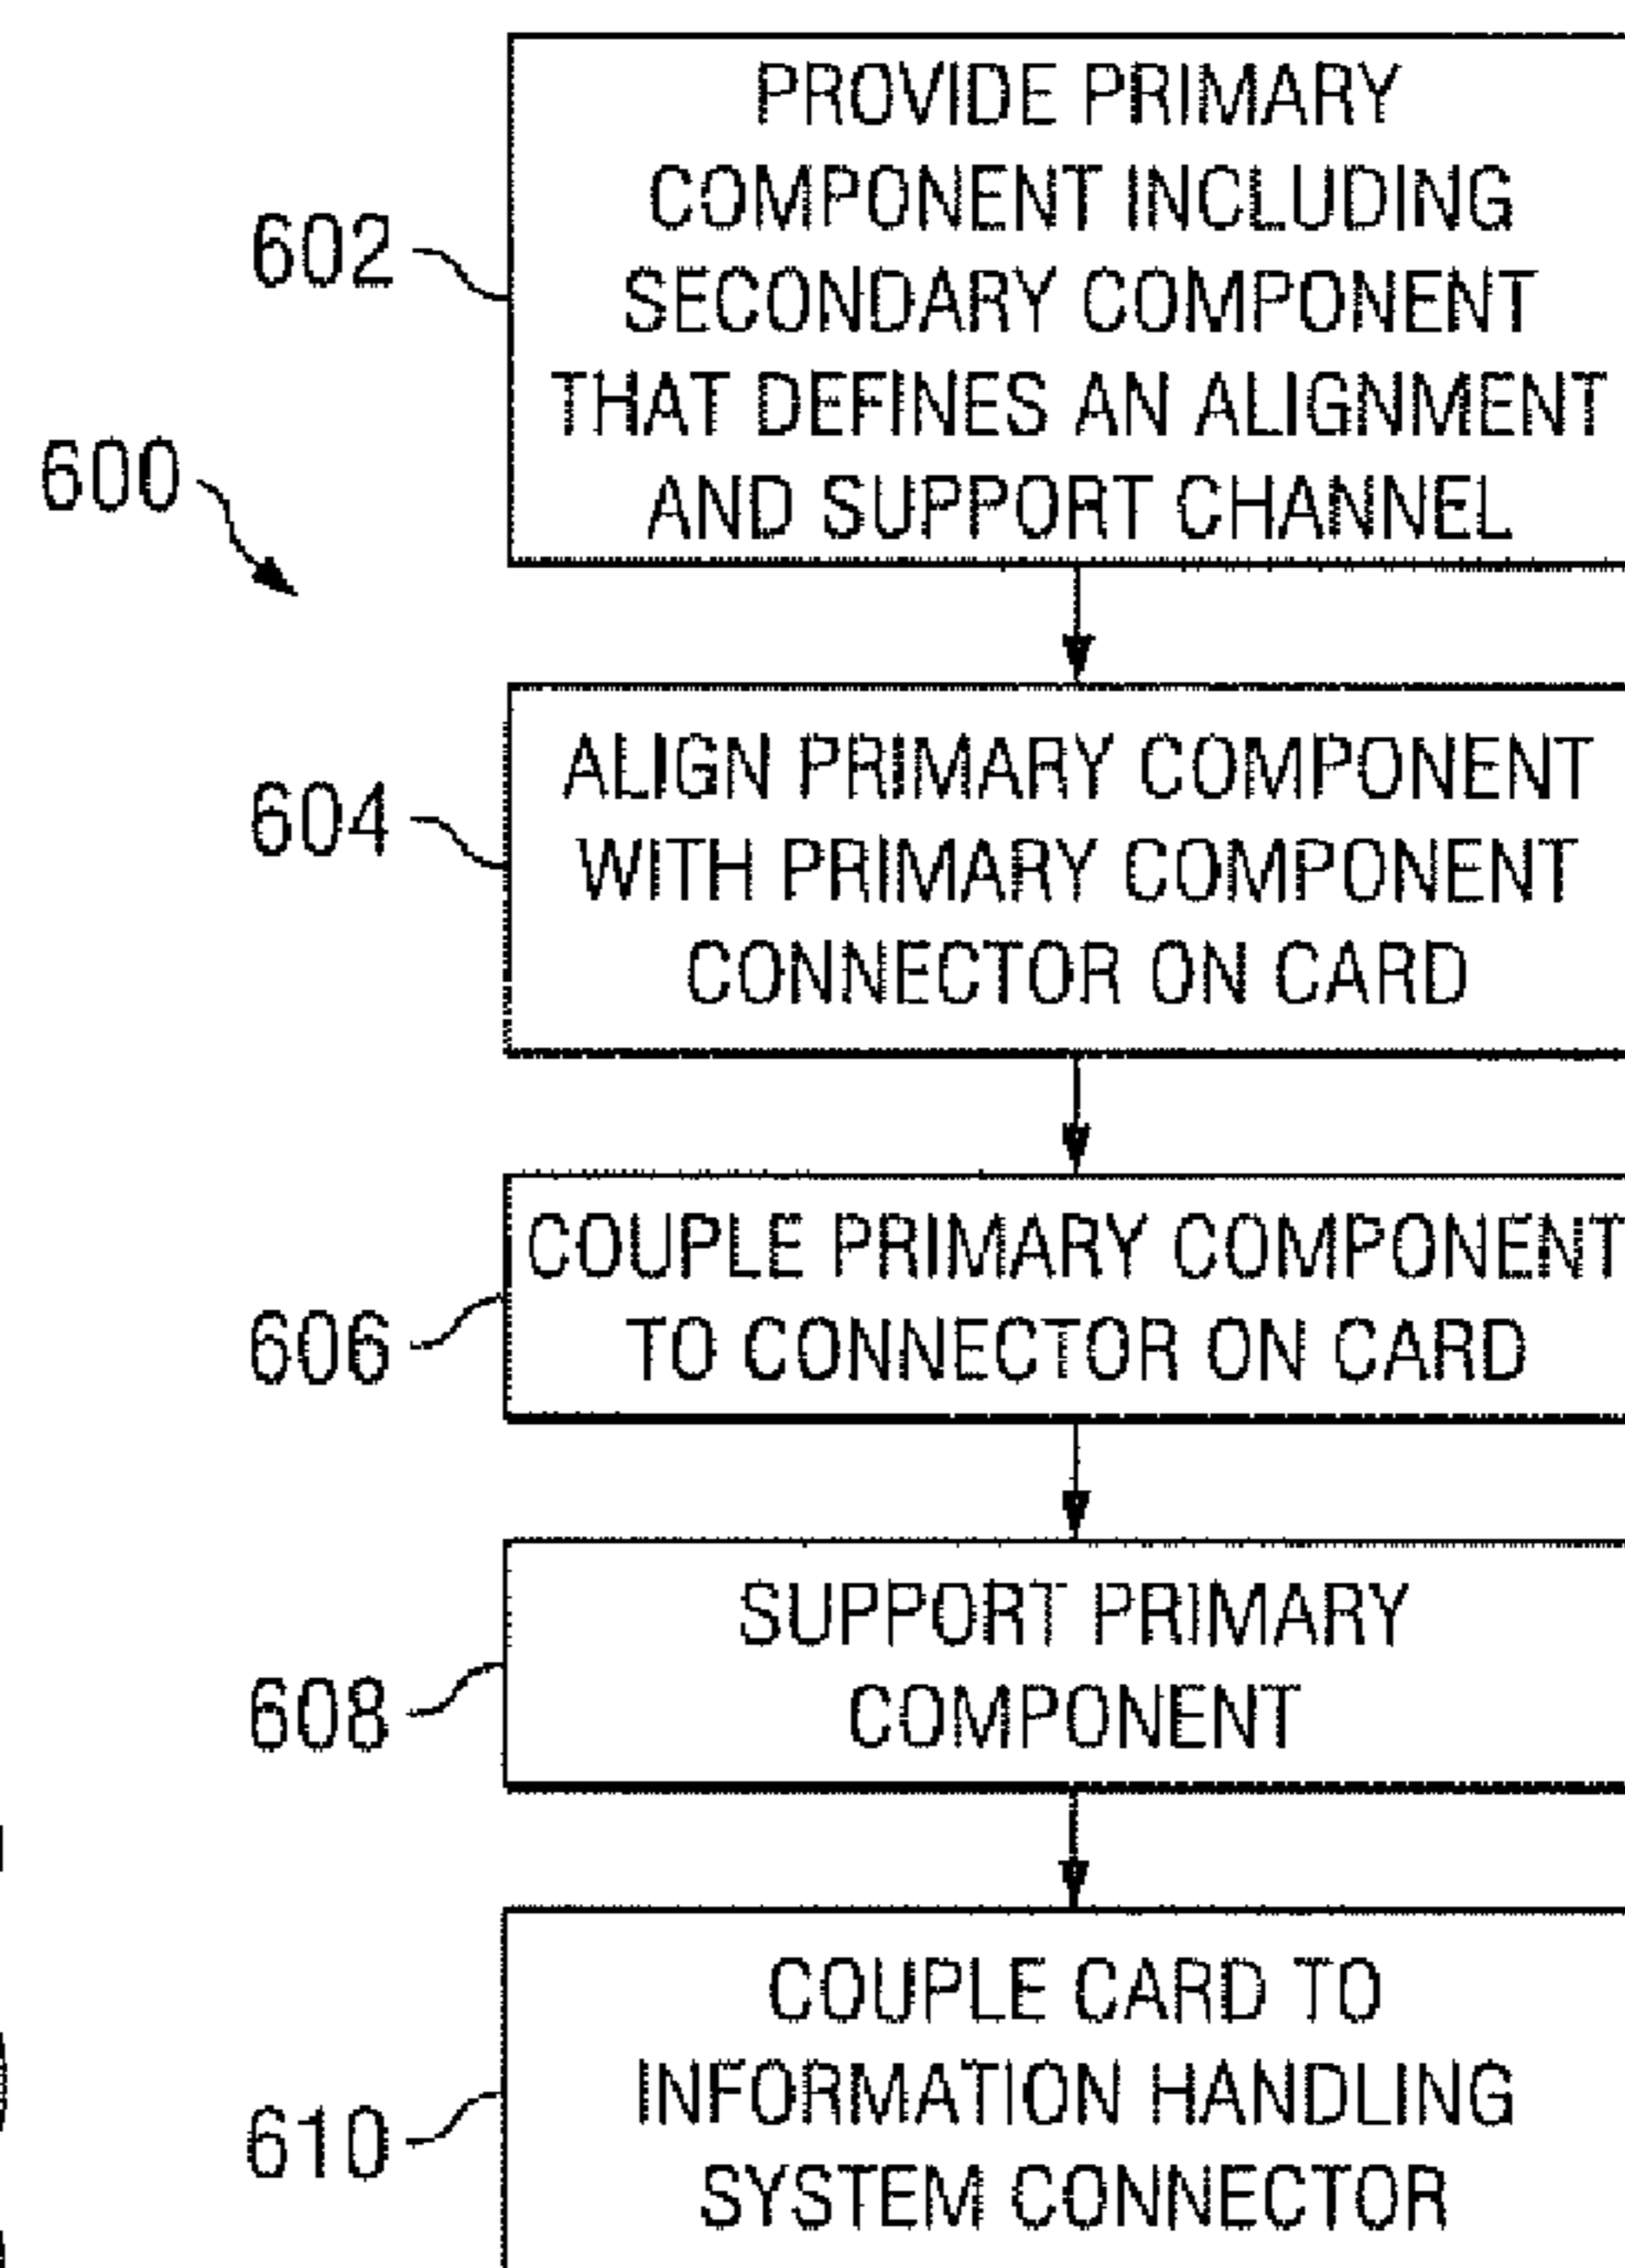 PROVIDE PRIMARY
COMPONENT INCLUDING
602
SECONDARY COMPONENT
THAT DEFINES AN ALIGNMENT
600
AND SUPPORT CHANNEL
ALIGN PRIMARY COMPONENT
604
WITH PRIMARY COMPONENT
CONNECTOR ON CARD
COUPLE PRIMARY COMPONENT
606
TO CONNECTOR ON CARD
SUPPORT PRIMARY
608
COMPONENT
COUPLE CARD TO
INFORMATION HANDLING
610
SYSTEM CONNECTOR